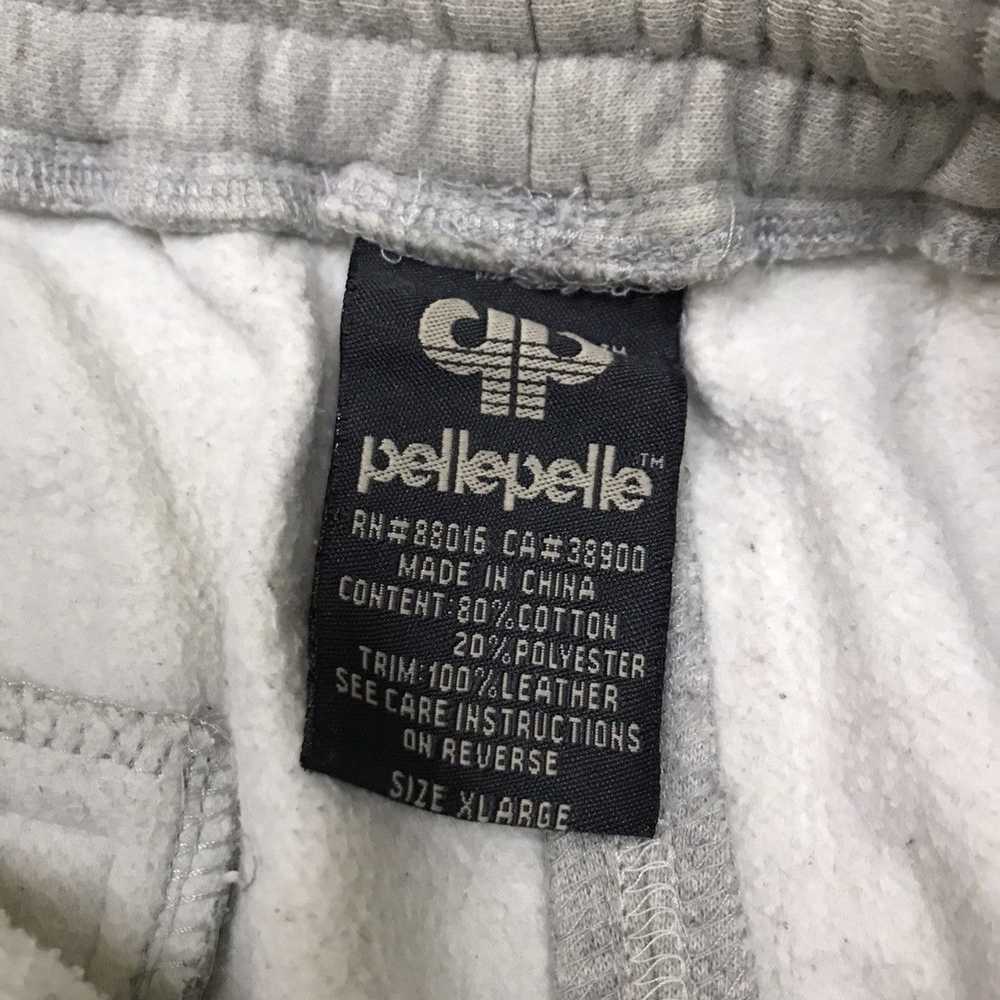 TM
pellepelle™
RN#88016 CA#38900
MADE IN CHINA
CONTENT:80%COTTON
20%POLYESTER
TRIM:100%LEATHER
SEE CARE INSTRUCTIONS
ON REVERSE
SIZE XLARGE